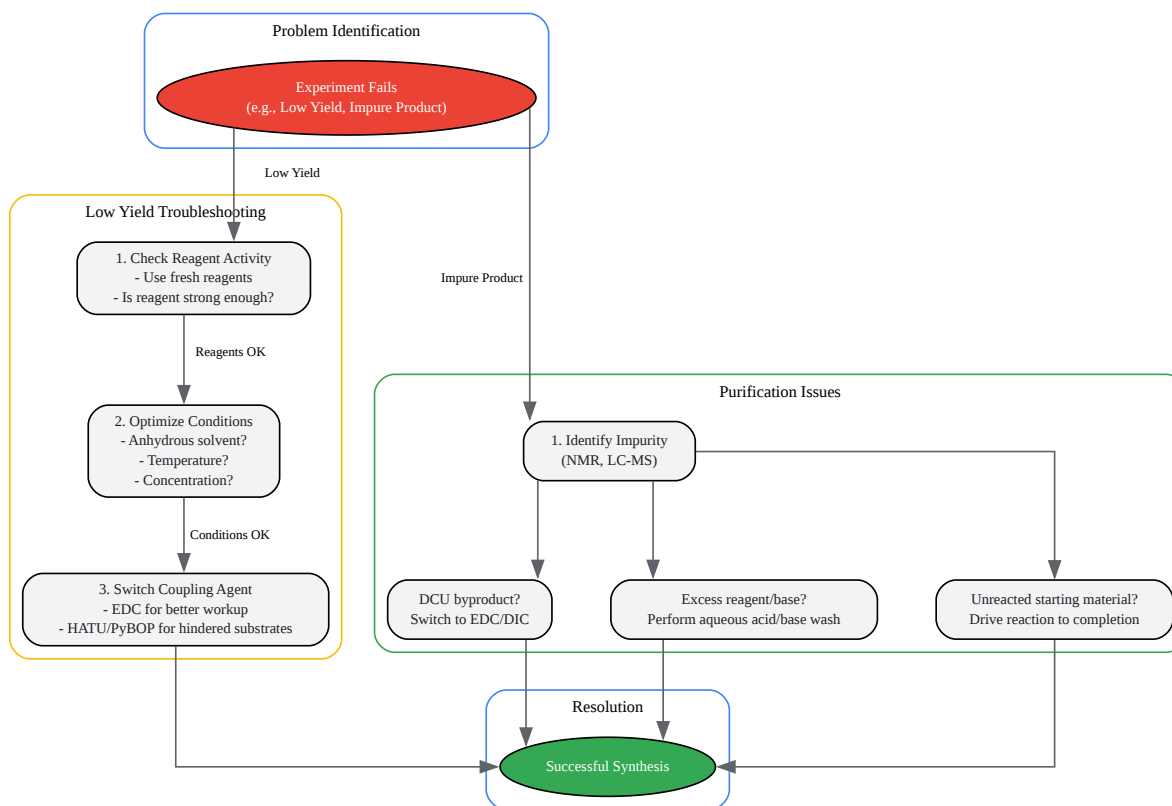 Problem Identification
Experiment Fails
(e.g., Low Yield, Impure Product)
Low Yield
Low Yield Troubleshooting
1. Check Reagent Activity
- Use fresh reagents
- Is reagent strong enough?
Impure Product
Reagents OK
Purification Issues
2. Optimize Conditions
- Anhydrous solvent?
- Temperature?
- Concentration?
1. Identify Impurity
(NMR, LC-MS)
Conditions OK
3. Switch Coupling Agent
- EDC for better workup
- HATU/PyBOP for hindered substrates
DCU byproduct?
Switch to EDC/DIC
Excess reagent/base?
Perform aqueous acid/base wash
Unreacted starting material?
Drive reaction to completion
Resolution
Successful Synthesis